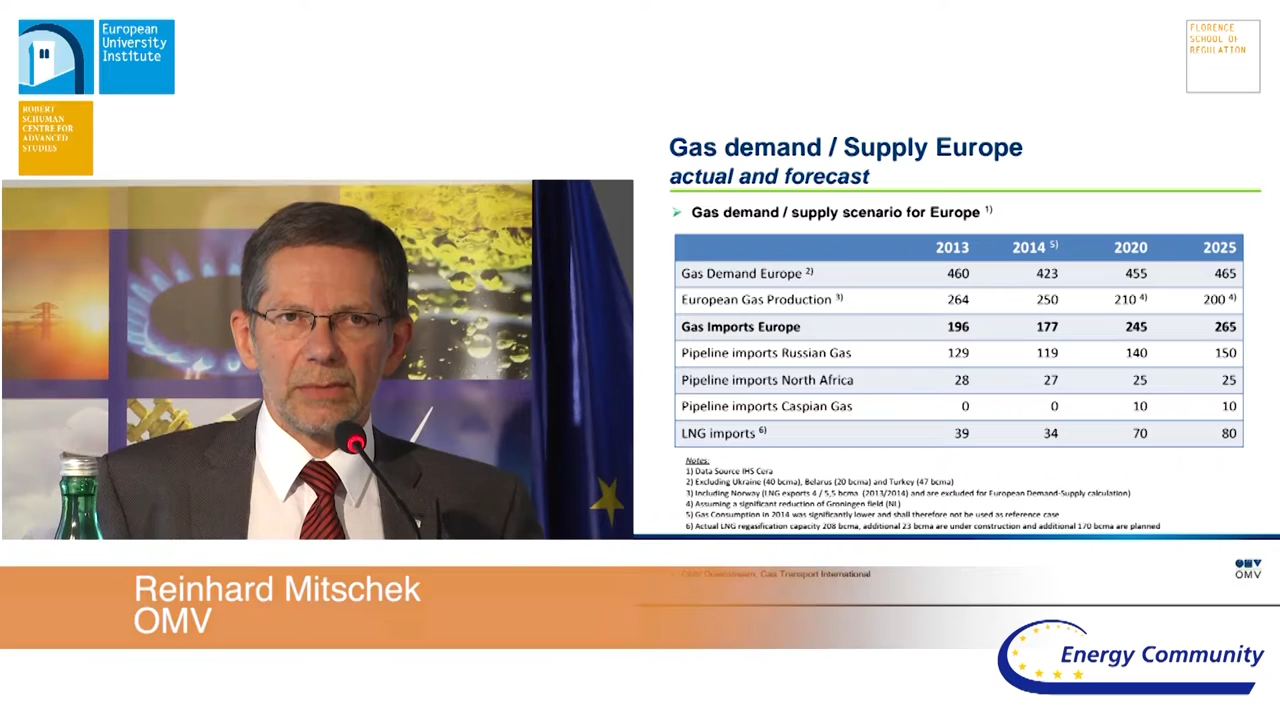 European
University
Institute
ROBERT
SCHUMAN
CENTRE FOR
ADVANCED
STUDIES
FLORENCE
SCHOOL OF
REGULATION
Gas demand / Supply Europe
actual and forecast
Gas demand / supply scenario for Europe 1)
2013 2014 5) 2020 2025
Gas Demand Europe 2) 460 423 455 465
European Gas Production 3) 264 250 210 4) 200 4)
Gas Imports Europe 196 177 245 265
Pipeline imports Russian Gas 129 119 140 150
Pipeline imports North Africa 28 27 25 25
Pipeline imports Caspian Gas 0 0 10 10
LNG imports 6) 39 34 70 80
Notes:
1) Data Source IHS Cera
2) Excluding Ukraine (40 bcma), Belarus (20 bcma) and Turkey (47 bcma)
3) Including Norway (LNG exports 4 / 5,5 bcma (2013/2014) and are excluded for European Demand-Supply calculation)
4) Assuming a significant reduction of Groningen field (NL)
5) Gas Consumption in 2014 was significantly lower and shall therefore not be used as reference case
6) Actual LNG regasification capacity 208 bcma, additional 23 bcma are under construction and additional 170 bcma are planned
Downstream, Gas Transport International
OMV
Reinhard Mitschek
OMV
Energy Community